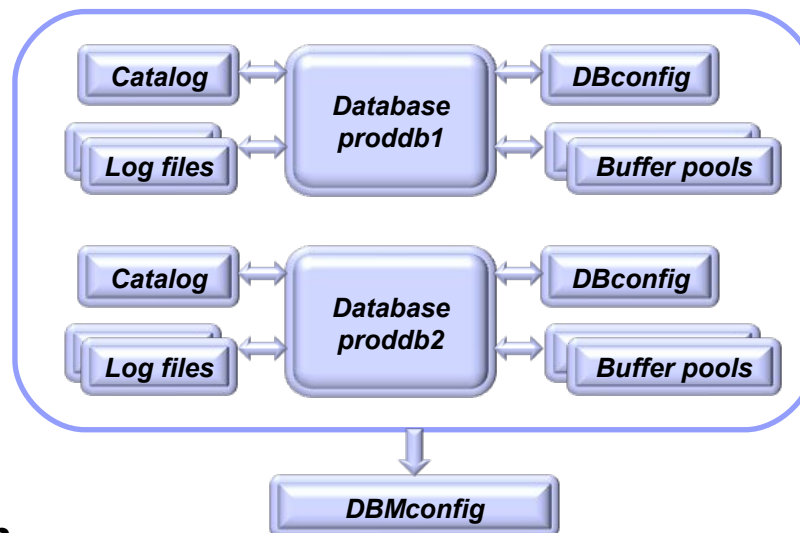 Catalog
Database
proddb1
DBconfig
Log files
Buffer pools
Catalog
Database
proddb2
DBconfig
Log files
Buffer pools
DBMconfig